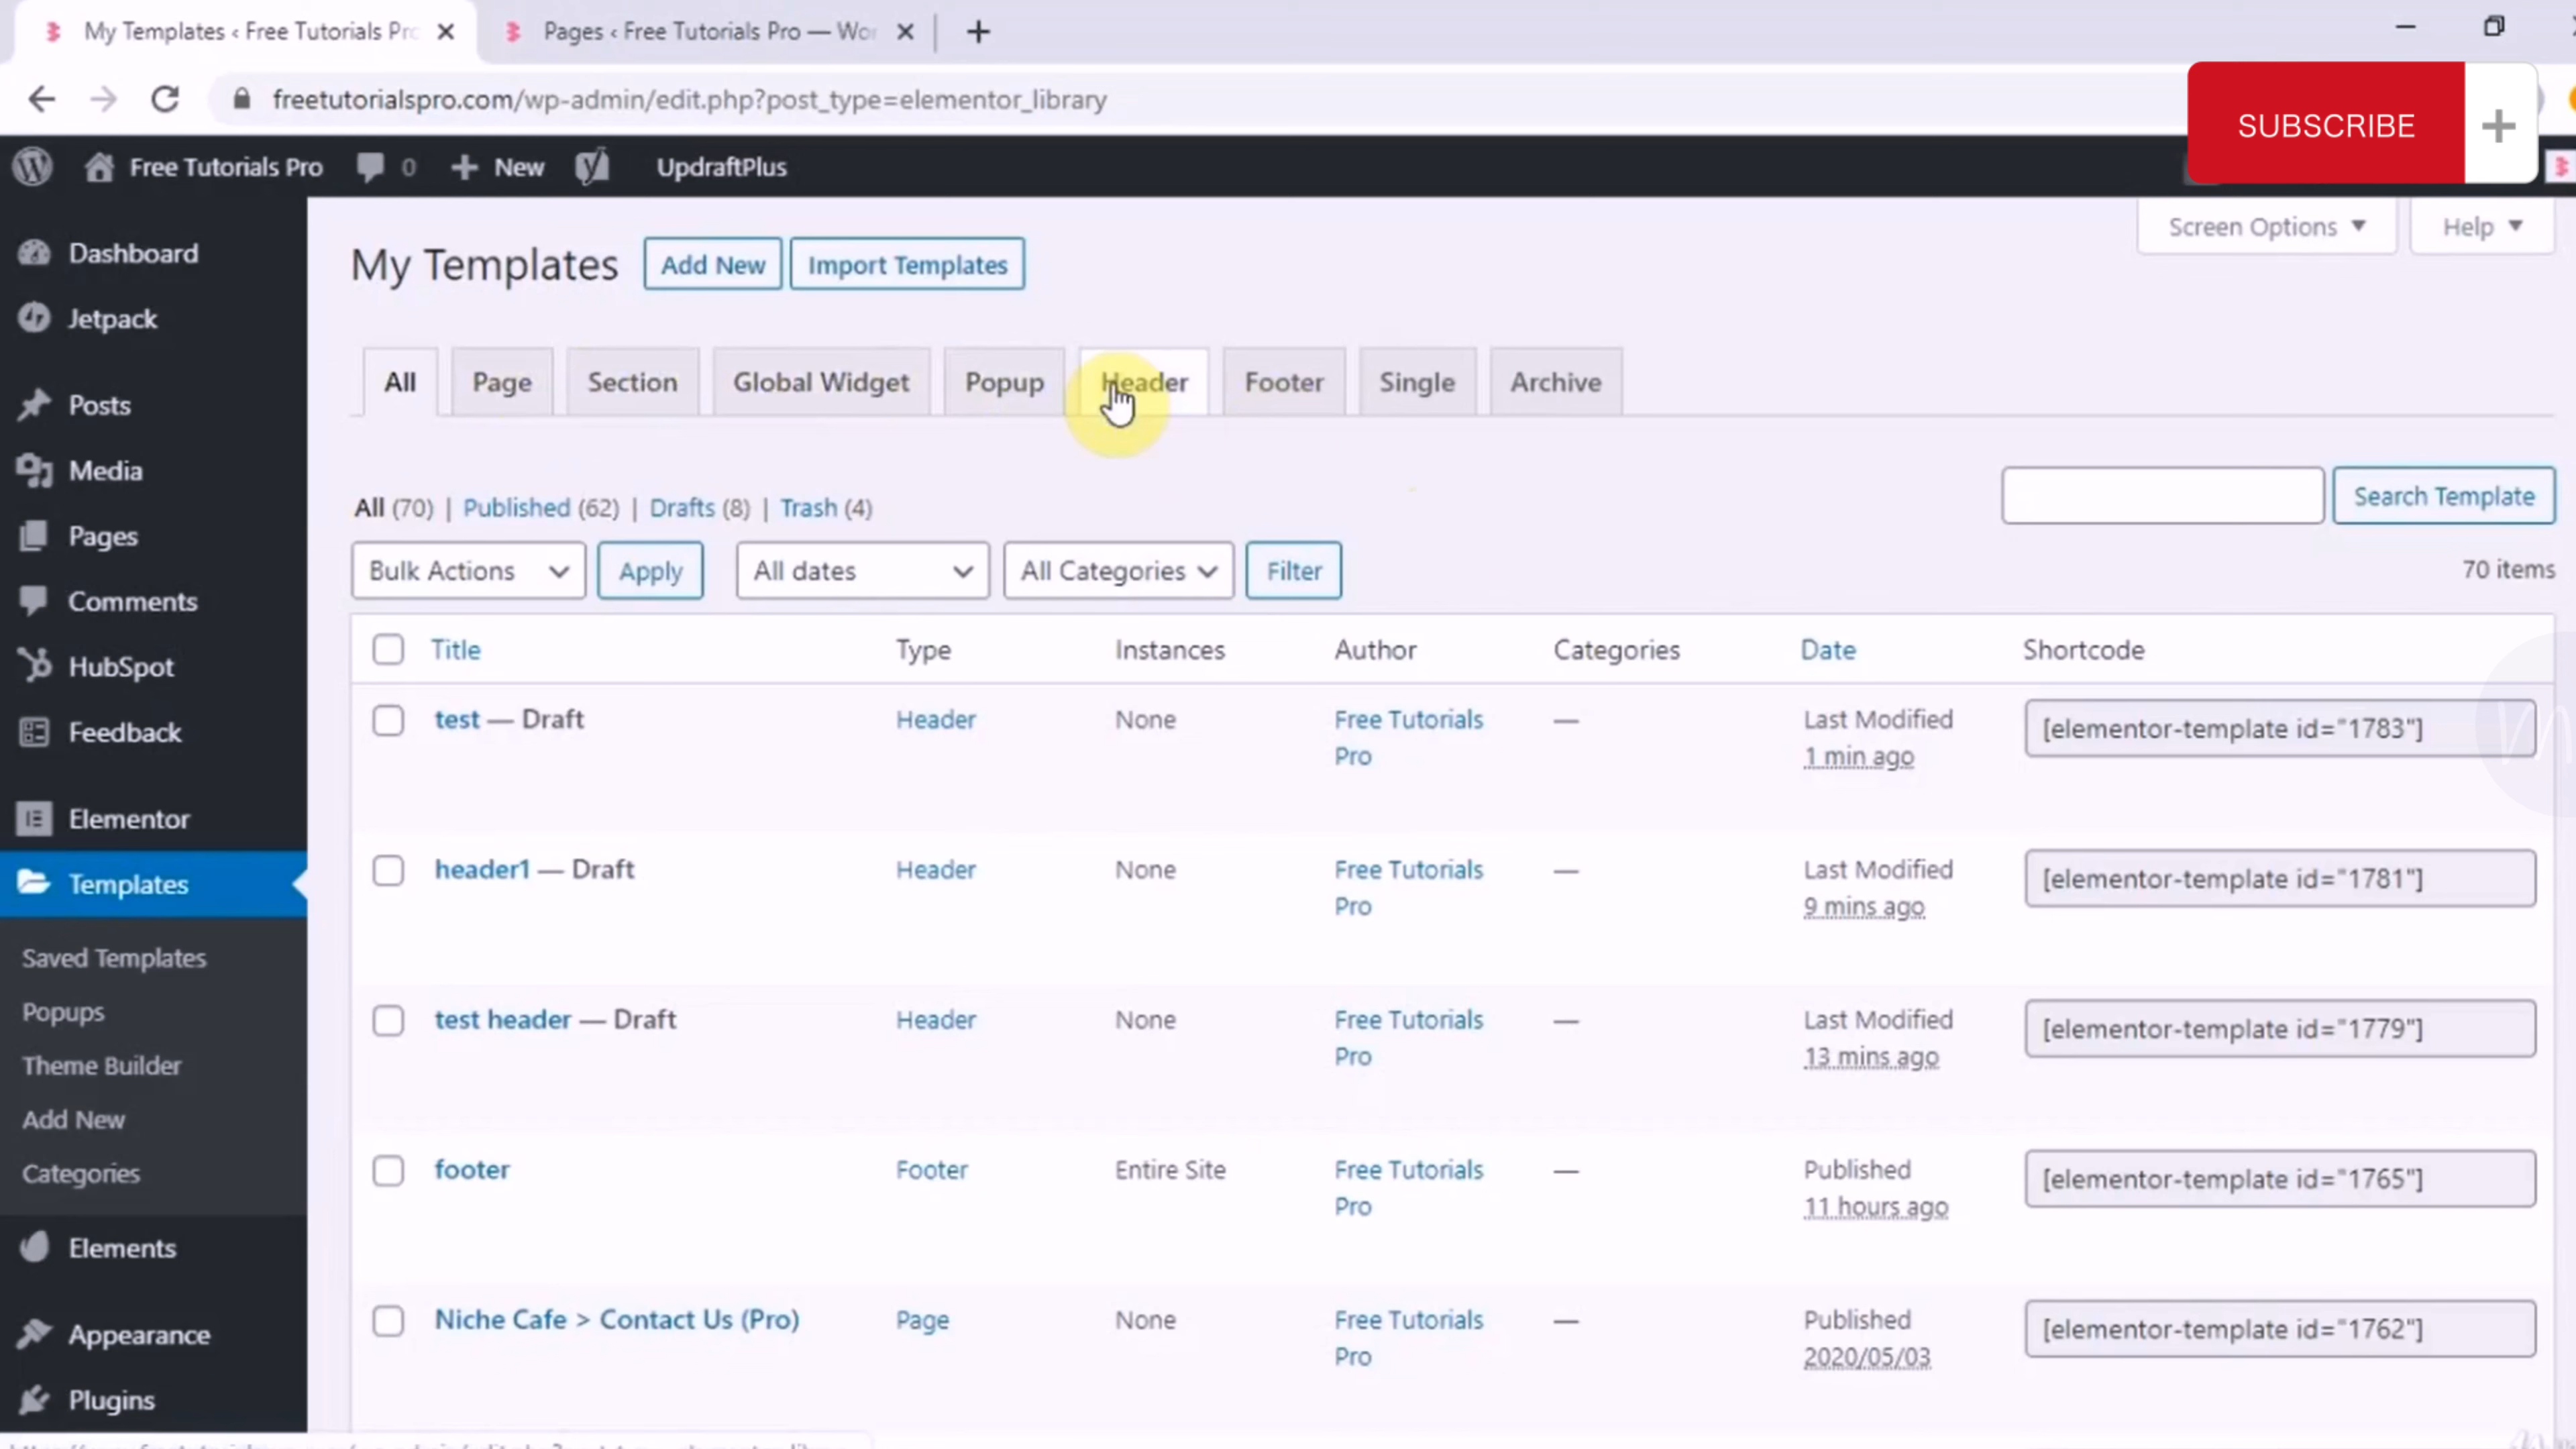 My Templates ‹ Free Tutorials Pro
Pages ‹ Free Tutorials Pro — Wor
freetutorialspro.com/wp-admin/edit.php?post_type=elementor_library
SUBSCRIBE +
Free Tutorials Pro 0 + New UpdraftPlus
Screen Options Help
Dashboard
Jetpack
Posts
Media
Pages
Comments
HubSpot
Feedback
Elementor
Templates
Saved Templates
Popups
Theme Builder
Add New
Categories
Elements
Appearance
Plugins
My Templates Add New Import Templates
All Page Section Global Widget Popup Header Footer Single Archive
All (70) | Published (62) | Drafts (8) | Trash (4)
Search Template
Bulk Actions Apply All dates All Categories Filter
70 items
Title Type Instances Author Categories Date Shortcode
test — Draft Header None Free Tutorials Pro — Last Modified 1 min ago [elementor-template id="1783"]
header1 — Draft Header None Free Tutorials Pro — Last Modified 9 mins ago [elementor-template id="1781"]
test header — Draft Header None Free Tutorials Pro — Last Modified 13 mins ago [elementor-template id="1779"]
footer Footer Entire Site Free Tutorials Pro — Published 11 hours ago [elementor-template id="1765"]
Niche Cafe > Contact Us (Pro) Page None Free Tutorials Pro — Published 2020/05/03 [elementor-template id="1762"]